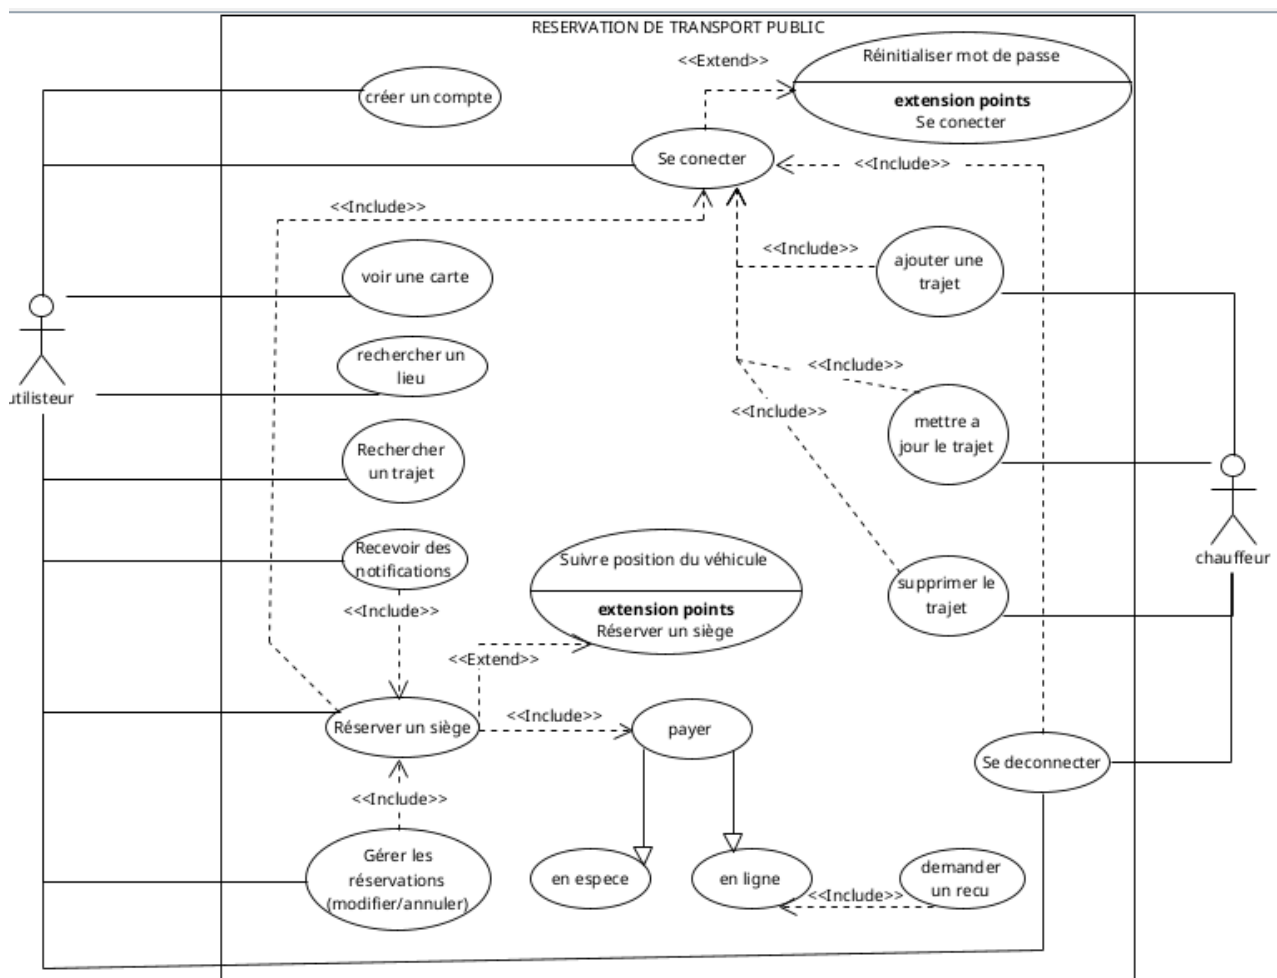 RESERVATION DE TRANSPORT PUBLIC
<<Extend>>
Réinitialiser mot de passe
extension points
Se conecter
créer un compte
Se conecter
<<Include>>
<<Include>>
<<Include>>
ajouter une
trajet
voir une carte
rechercher un
lieu
<<Include>>
utilisteur
<<Include>>
mettre a
jour le trajet
Rechercher
un trajet
Recevoir des
notifications
Suivre position du véhicule
chauffeur
supprimer le
trajet
<<Include>>
extension points
Réserver un siège
<<Extend>>
Réserver un siège
<<Include>>
payer
Se deconnecter
<<Include>>
Gérer les
réservations
(modifier/annuler)
en espece
en ligne
demander
un recu
<<Include>>